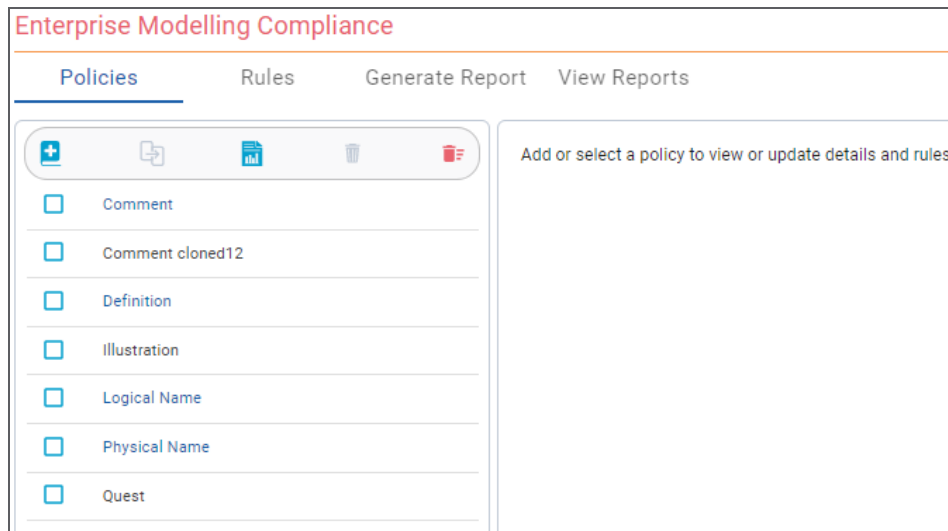 Enterprise Modelling Compliance
Policies Rules Generate Report View Reports
Add or select a policy to view or update details and rules
Comment
Comment cloned12
Definition
Illustration
Logical Name
Physical Name
Quest